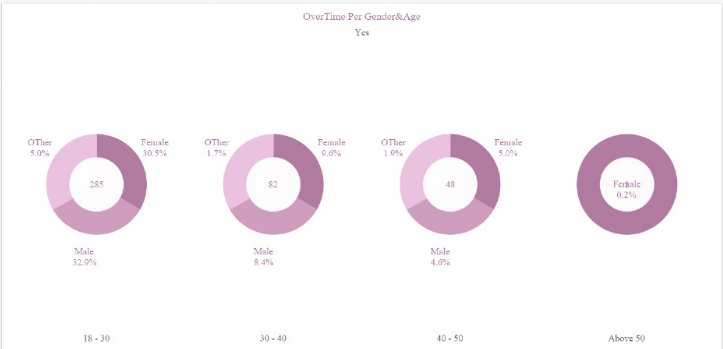 OverTime Per Gender&Age
Yes
OTher
5.0%
Female
30.5%
285
Male
32.9%
OTher
1.7%
Female
9.6%
82
Male
8.4%
OTher
1.9%
Female
5.0%
48
Male
4.6%
Female
0.2%
18 - 30
30 - 40
40 - 50
Above 50